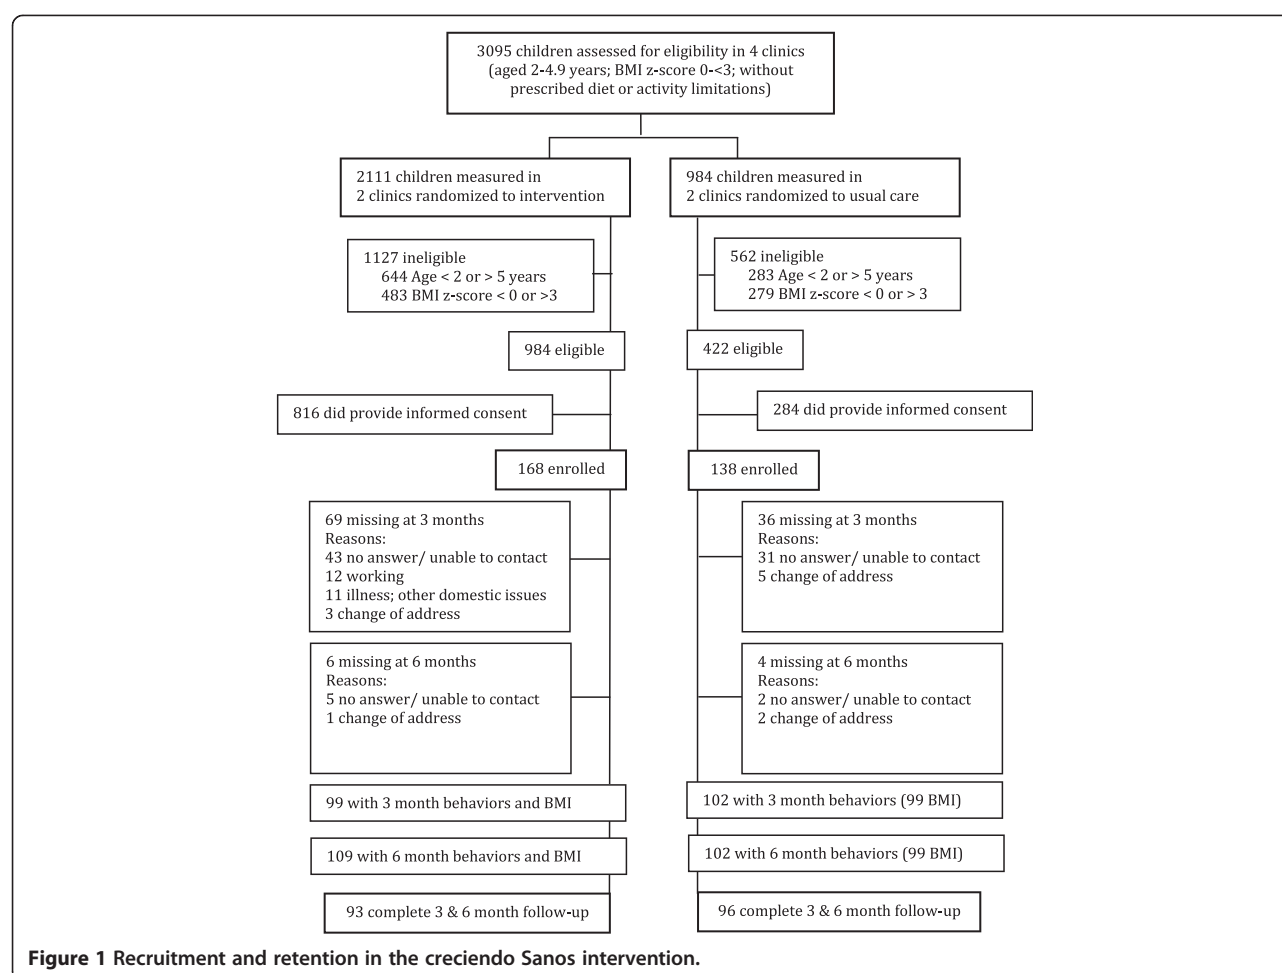 3095 children assessed for eligibility in 4 clinics
(aged 2-4.9 years; BMI z-score 0-<3; without
prescribed diet or activity limitations)
2111 children measured in
2 clinics randomized to intervention
984 children measured in
2 clinics randomized to usual care
1127 ineligible
644 Age < 2 or > 5 years
483 BMI z-score < 0 or >3
562 ineligible
283 Age < 2 or > 5 years
279 BMI z-score < 0 or > 3
984 eligible
422 eligible
816 did provide informed consent
284 did provide informed consent
168 enrolled
138 enrolled
69 missing at 3 months
Reasons:
43 no answer/ unable to contact
12 working
11 illness; other domestic issues
3 change of address
36 missing at 3 months
Reasons:
31 no answer/ unable to contact
5 change of address
6 missing at 6 months
Reasons:
5 no answer/ unable to contact
1 change of address
4 missing at 6 months
Reasons:
2 no answer/ unable to contact
2 change of address
99 with 3 month behaviors and BMI
102 with 3 month behaviors (99 BMI)
109 with 6 month behaviors and BMI
102 with 6 month behaviors (99 BMI)
93 complete 3 & 6 month follow-up
96 complete 3 & 6 month follow-up
Figure 1 Recruitment and retention in the creciendo Sanos intervention.